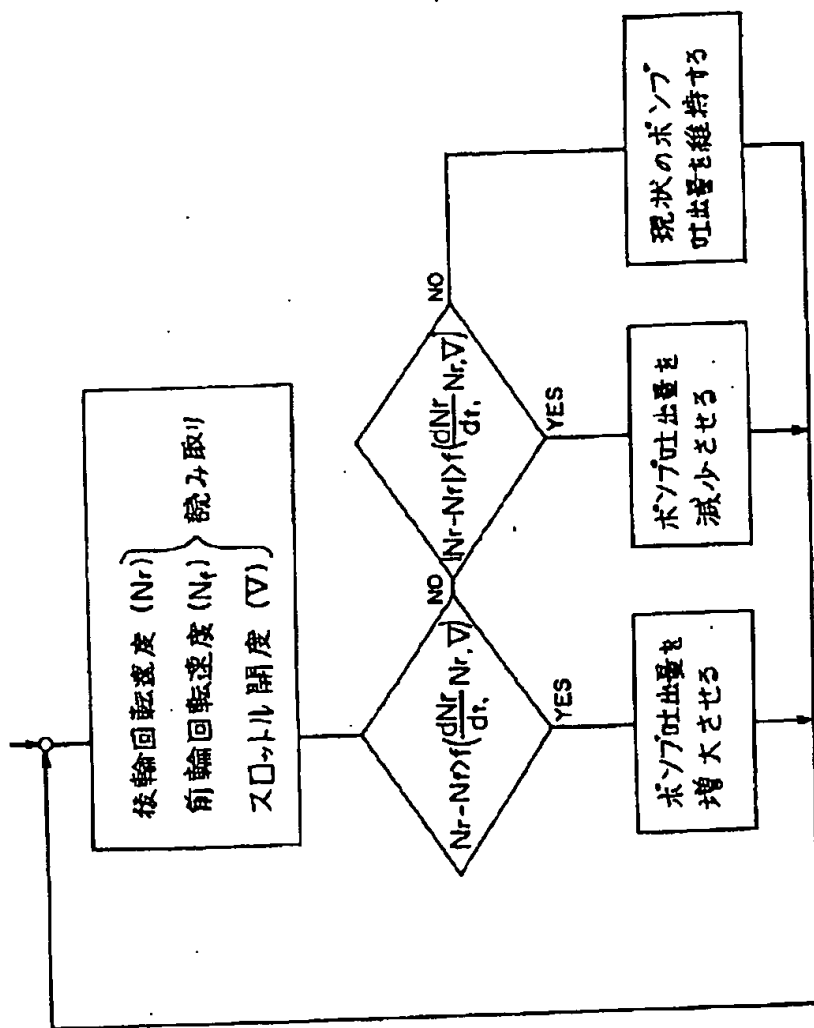 後輪回転速度 (Nr)
前輪回転速度 (Nf)
スロットル開度 (V)
読み取り
Nr-Nf>f(dNr/dt, Nr, V)
NO
YES
|Nr-Nf|>f(dNr/dt, Nr, V)
NO
YES
ポンプ吐出量を
増大させる
ポンプ吐出量を
減少させる
現状のポンプ
吐出量を維持する